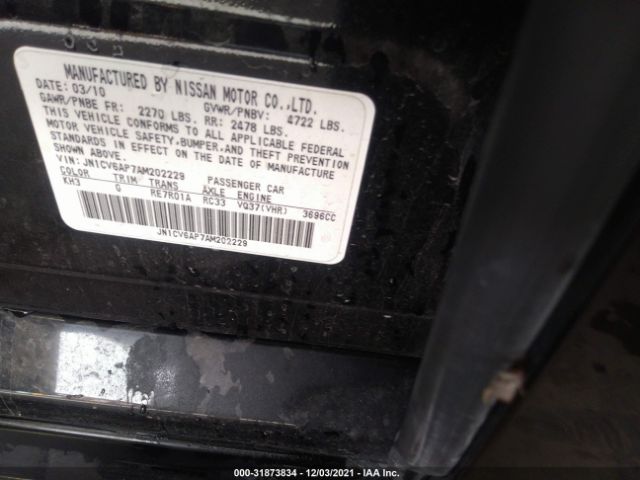 MANUFACTURED BY NISSAN MOTOR CO.,LTD.
DATE: 03/10
GAWR/PNBE FR: 2270 LBS. GVWR/PNBV: 4722 LBS.
RR: 2478 LBS.
THIS VEHICLE CONFORMS TO ALL APPLICABLE FEDERAL
MOTOR VEHICLE SAFETY,BUMPER,AND THEFT PREVENTION
STANDARDS IN EFFECT ON THE DATE OF MANUFACTURE
SHOWN ABOVE.
VIN: JN1CV6AP7AM202229 PASSENGER CAR
COLOR TRIM TRANS AXLE ENGINE
KH3 G RE7R01A RC33 VQ37(VHR) 3696CC
JN1CV6AP7AM202229
000-31873834 - 12/03/2021 - IAA Inc.